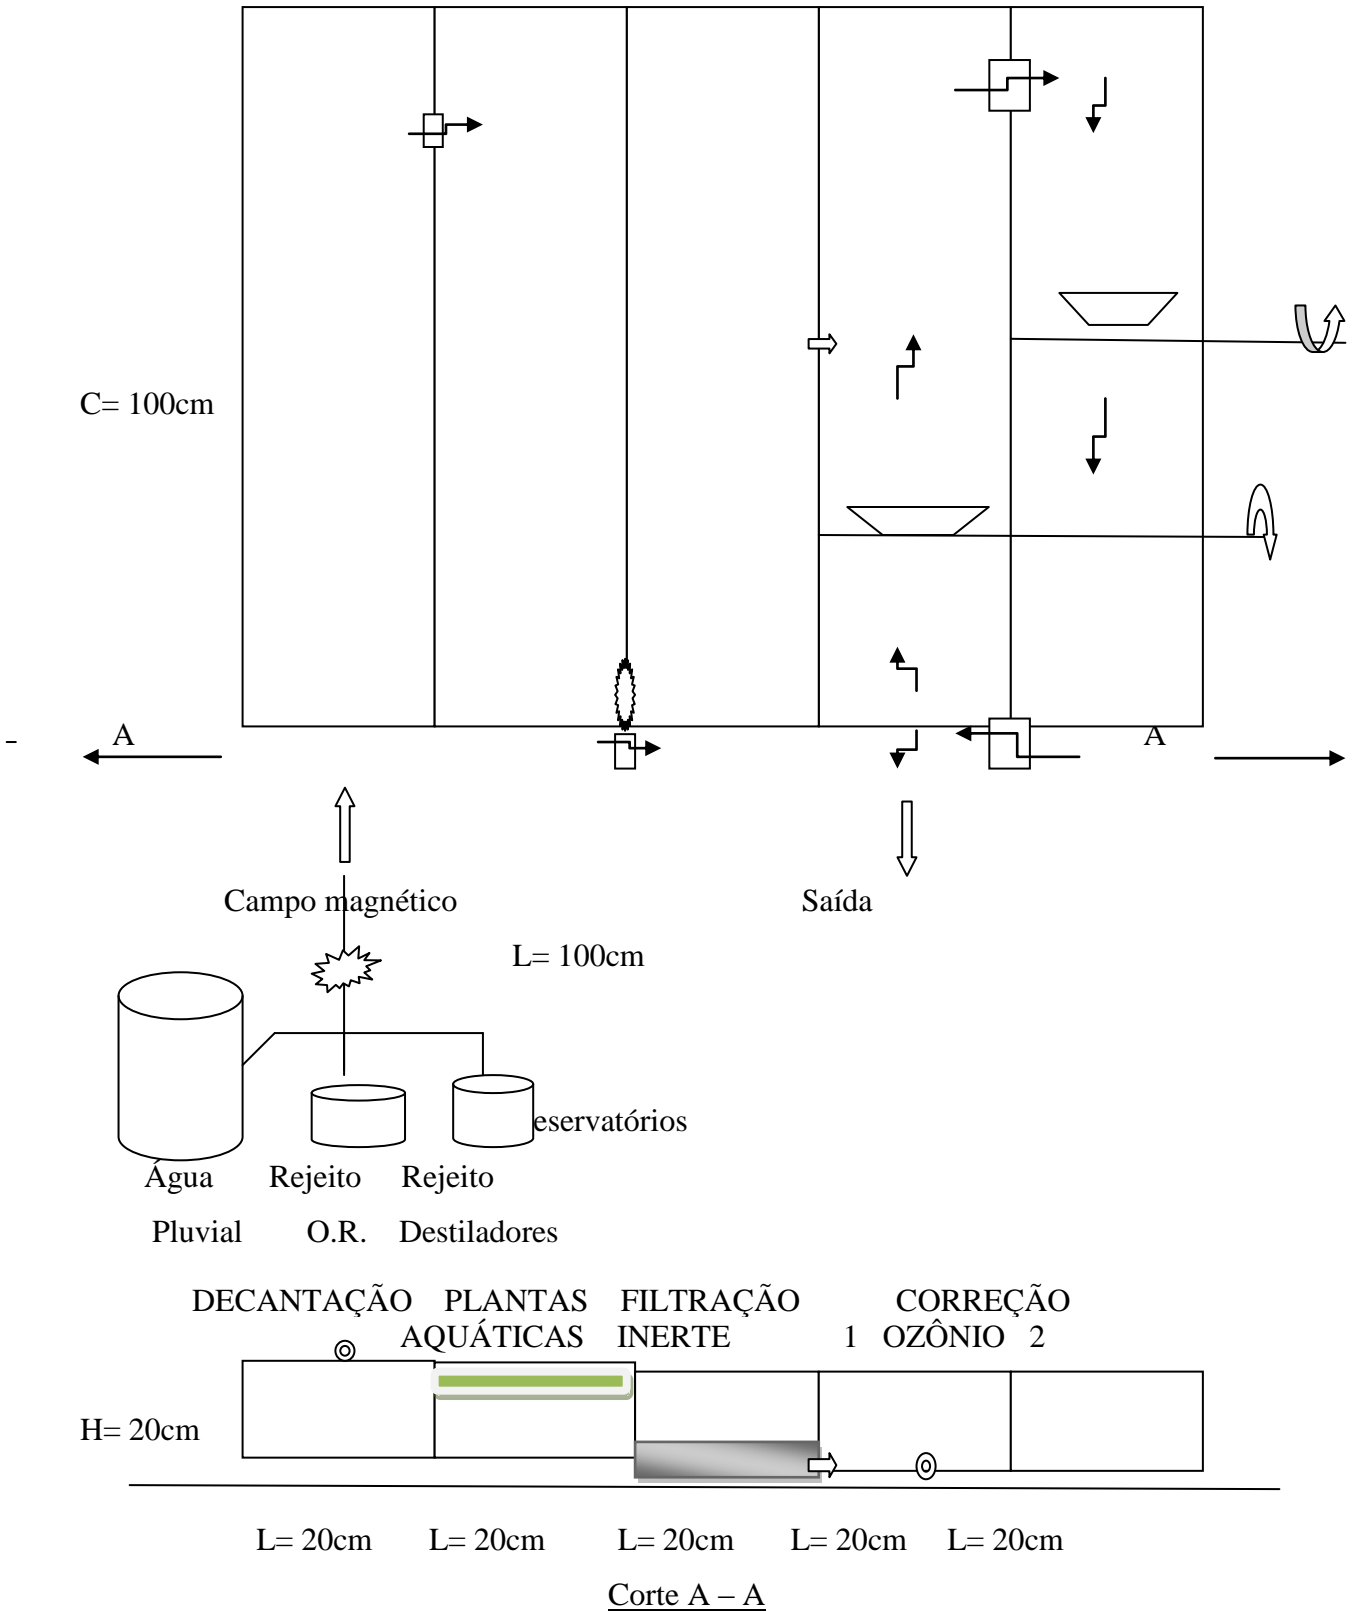 C= 100cm
A A
Campo magnético Saída
L= 100cm
eservatórios
Água Rejeito Rejeito
Pluvial O.R. Destiladores
DECANTAÇÃO PLANTAS FILTRAÇÃO CORREÇÃO
AQUÁTICAS INERTE 1 OZÔNIO 2
H= 20cm
L= 20cm L= 20cm L= 20cm L= 20cm L= 20cm
Corte A – A